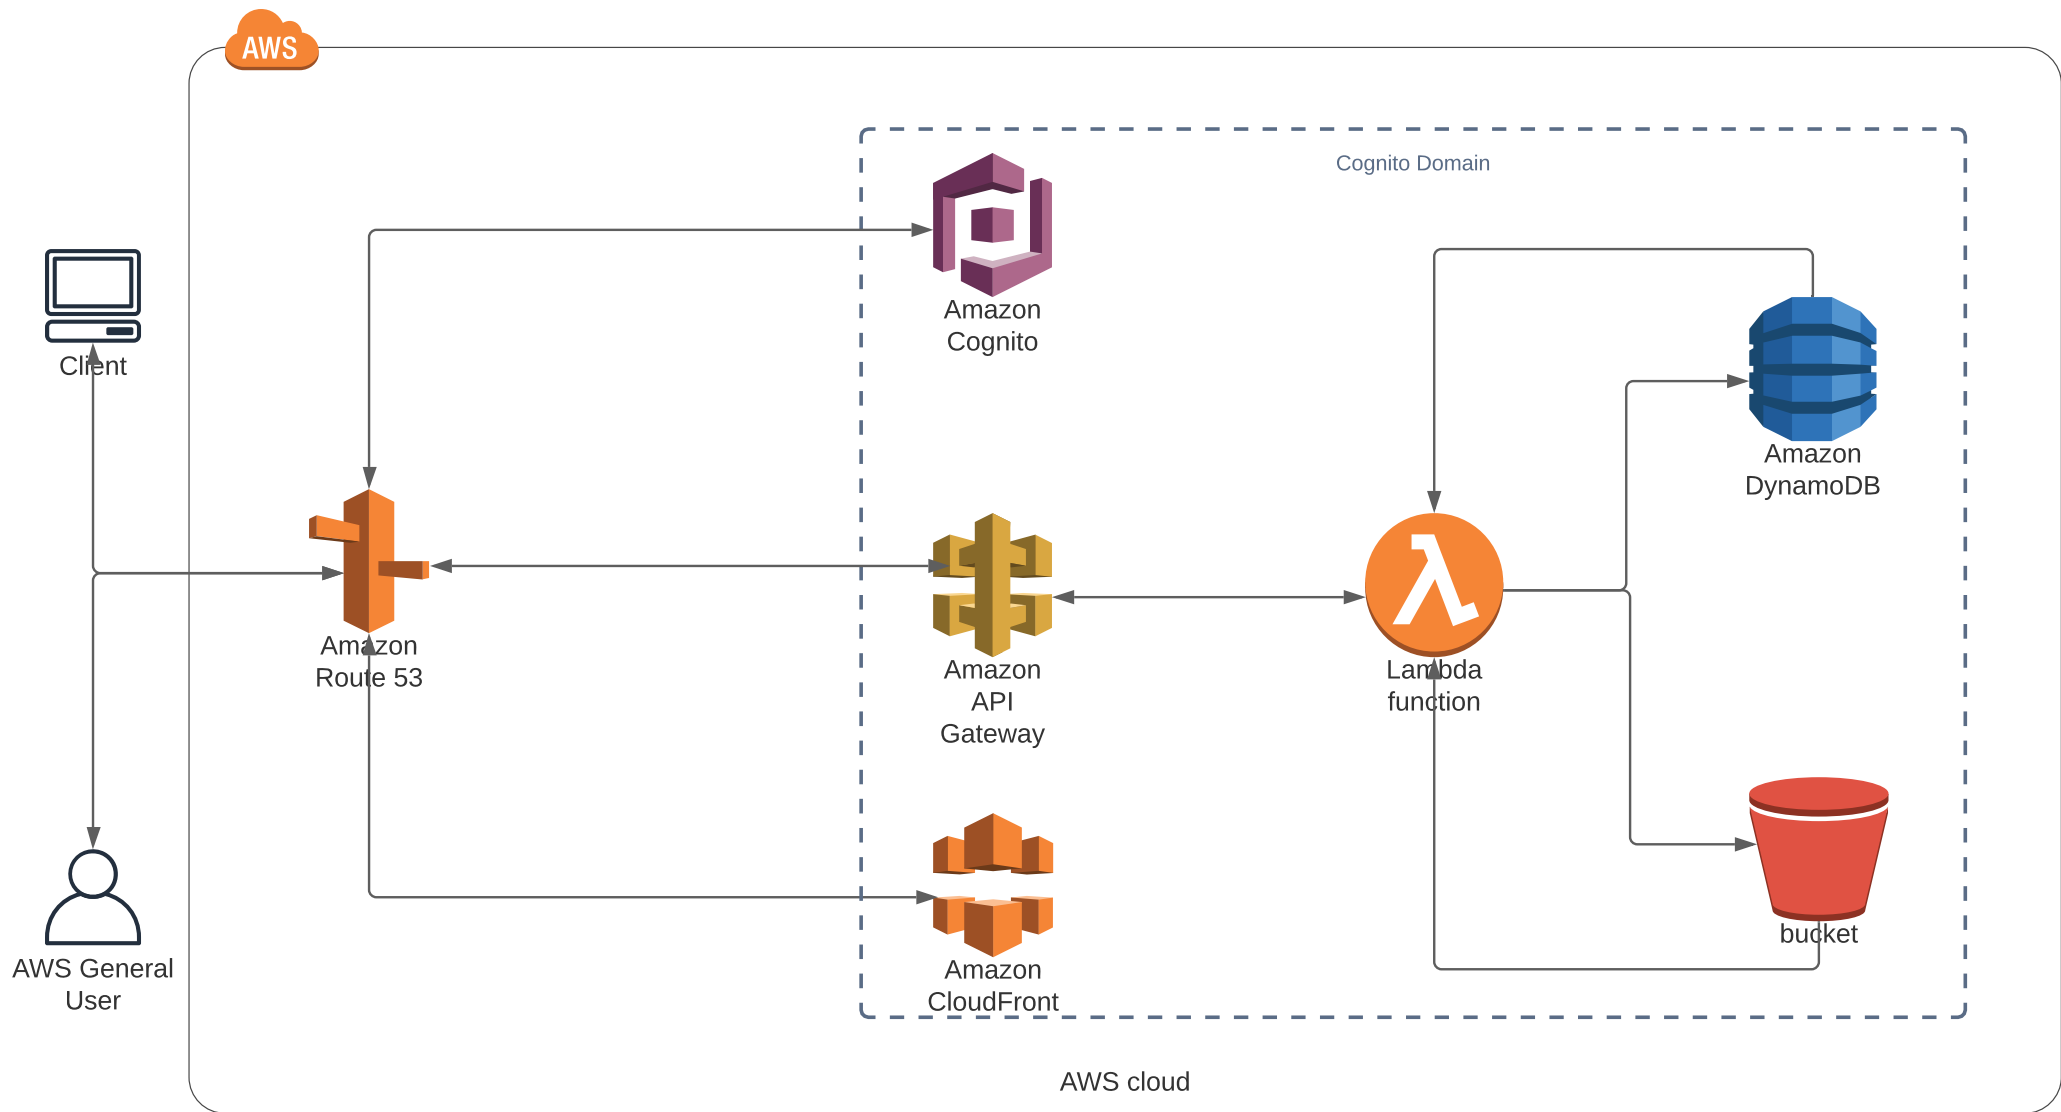 AWS
Cognito Domain
Amazon
Cognito
Client
Amazon
DynamoDB
Amazon
Route 53
Amazon
API
Gateway
Lambda
function
bucket
AWS General
User
Amazon
CloudFront
AWS cloud